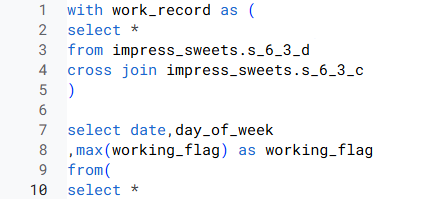 1 with work_record as (
2 select *
3 from impress_sweets.s_6_3_d
4 cross join impress_sweets.s_6_3_c
5 )
6
7 select date,day_of_week
8 ,max(working_flag) as working_flag
9 from(
10 select *